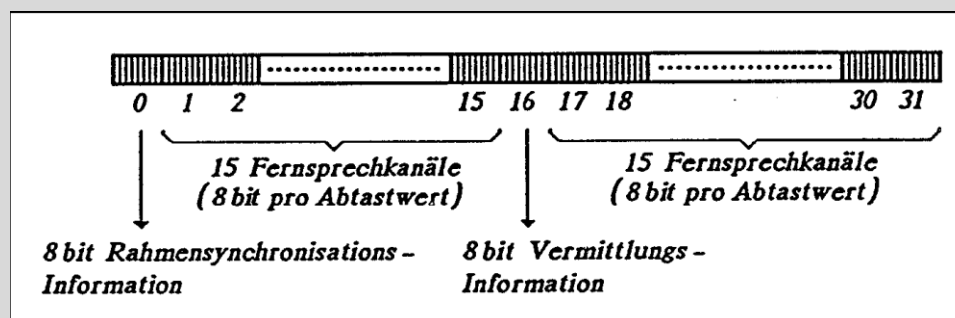 0 1 2 15 16 17 18 30 31
15 Fernsprechkanäle
(8 bit pro Abtastwert)
15 Fernsprechkanäle
(8 bit pro Abtastwert)
8 bit Rahmensynchronisations-
Information
8 bit Vermittlungs-
Information